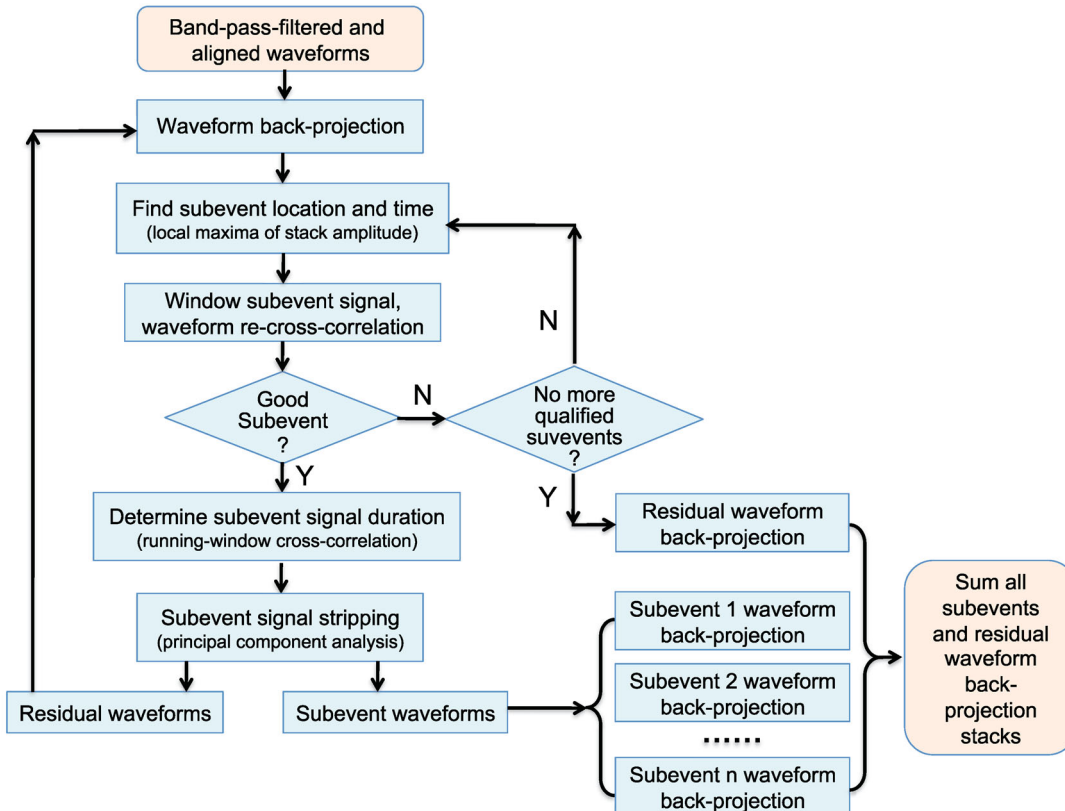 Band-pass-filtered and
aligned waveforms
Waveform back-projection
Find subevent location and time
(local maxima of stack amplitude)
Window subevent signal,
waveform re-cross-correlation
N
Good
Subevent
?
N
No more
qualified
suvevents
?
Y
Y
Determine subevent signal duration
(running-window cross-correlation)
Residual waveform
back-projection
Subevent signal stripping
(principal component analysis)
Subevent 1 waveform
back-projection
Sum all
subevents
and residual
waveform
back-
projection
stacks
Residual waveforms
Subevent waveforms
Subevent 2 waveform
back-projection
......
Subevent n waveform
back-projection